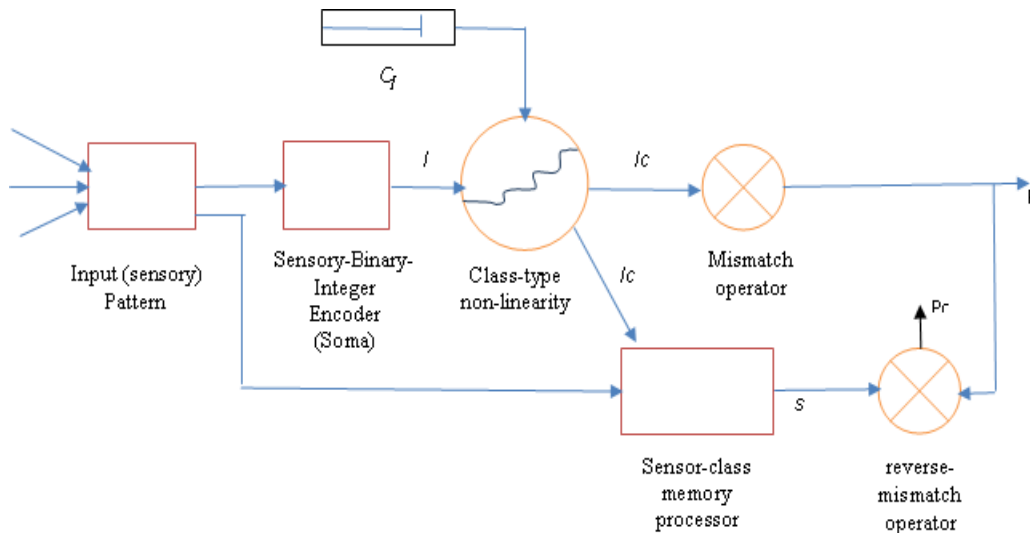 Cf
I
Ic
Input (sensory)
Pattern
Sensory-Binary-
Integer
Encoder
(Soma)
Class-type
non-linearity
Ic
Mismatch
operator
Pr
S
Sensor-class
memory
processor
reverse-
mismatch
operator